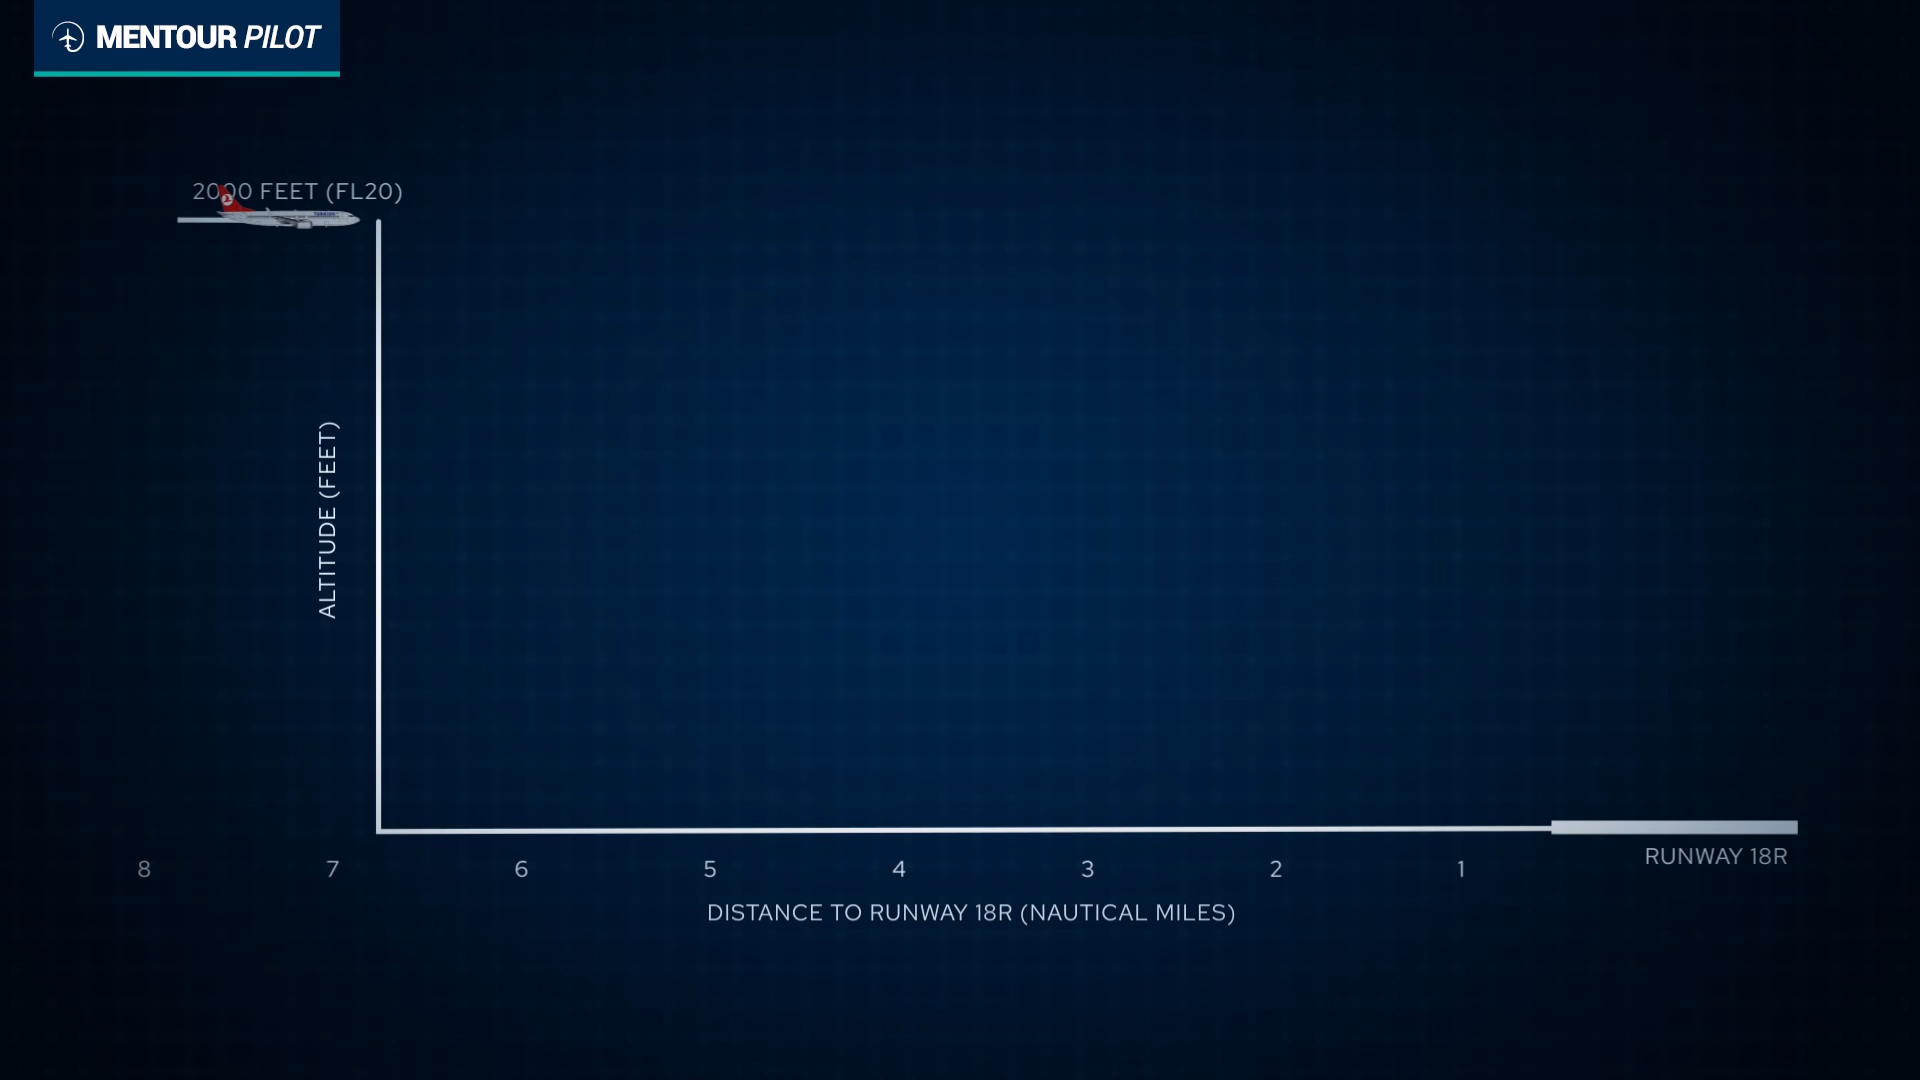 MENTOUR PILOT
2000 FEET (FL20)
TURKISH
ALTITUDE (FEET)
8 7 6 5 4 3 2 1
RUNWAY 18R
DISTANCE TO RUNWAY 18R (NAUTICAL MILES)